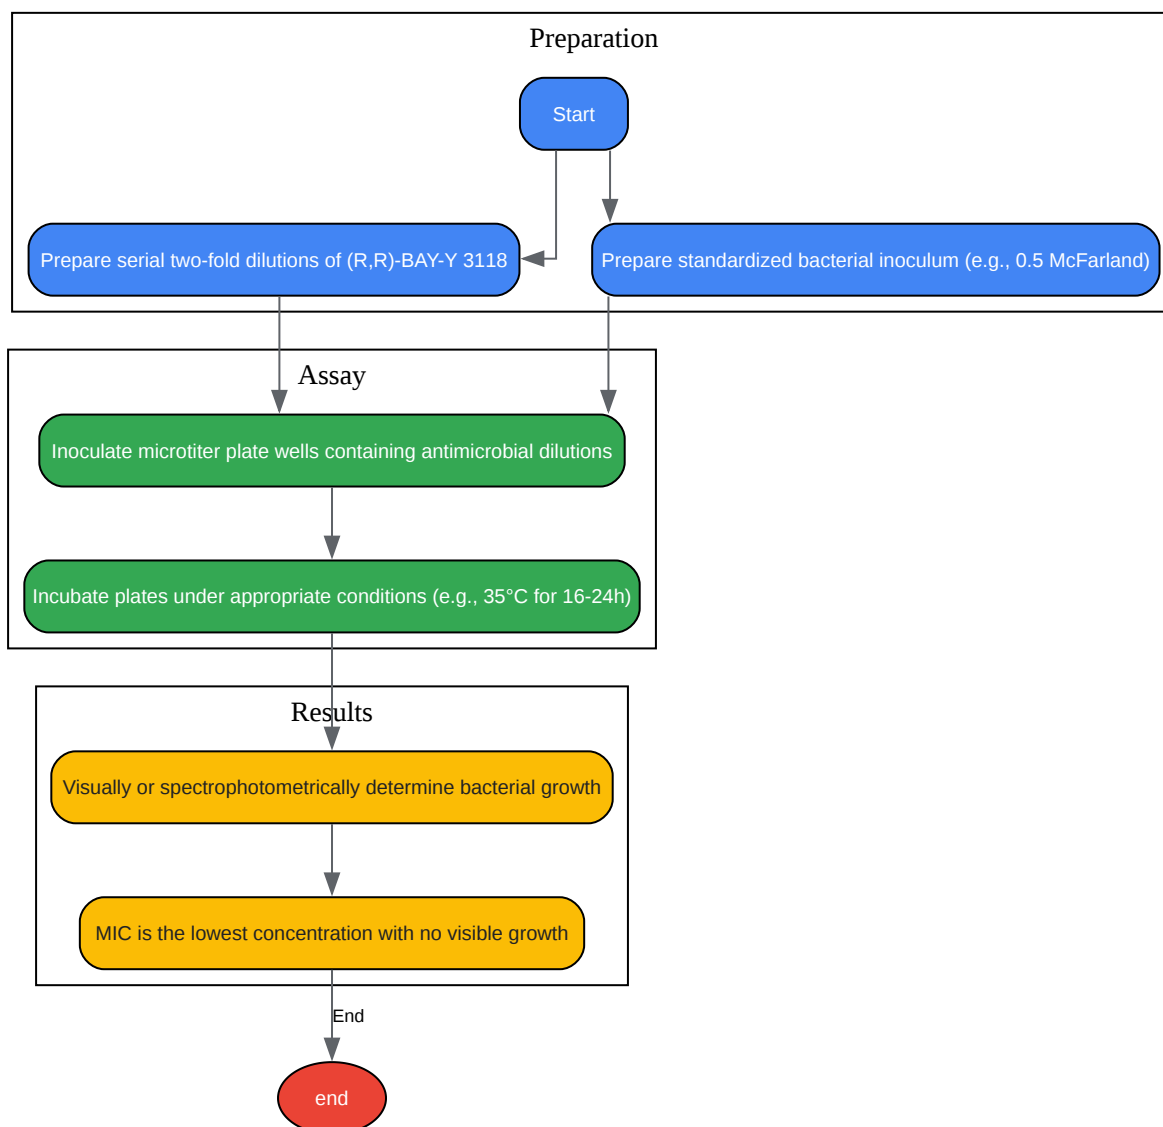 Preparation
Start
Prepare serial two-fold dilutions of (R,R)-BAY-Y 3118
Prepare standardized bacterial inoculum (e.g., 0.5 McFarland)
Assay
Inoculate microtiter plate wells containing antimicrobial dilutions
Incubate plates under appropriate conditions (e.g., 35°C for 16-24h)
Results
Visually or spectrophotometrically determine bacterial growth
MIC is the lowest concentration with no visible growth
End
end